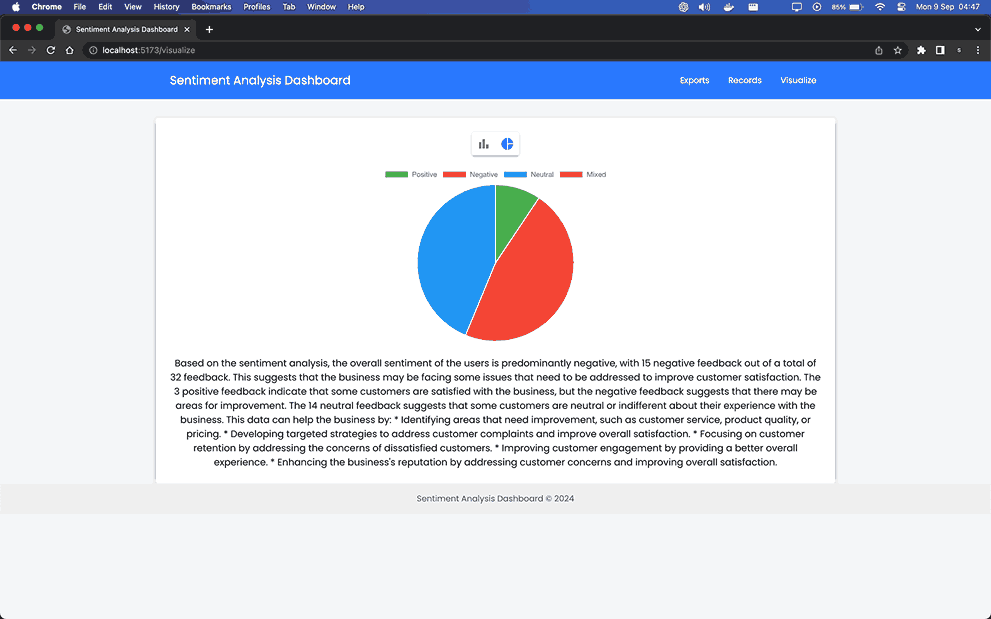 Chrome File Edit View History Bookmarks Profiles Tab Window Help 85% Mon 9 Sep 04:47
Sentiment Analysis Dashboard
localhost:5173/visualize
s
Sentiment Analysis Dashboard Exports Records Visualize
Positive Negative Neutral Mixed
Based on the sentiment analysis, the overall sentiment of the users is predominantly negative, with 15 negative feedback out of a total of
32 feedback. This suggests that the business may be facing some issues that need to be addressed to improve customer satisfaction. The
3 positive feedback indicate that some customers are satisfied with the business, but the negative feedback suggests that there may be
areas for improvement. The 14 neutral feedback suggests that some customers are neutral or indifferent about their experience with the
business. This data can help the business by: * Identifying areas that need improvement, such as customer service, product quality, or
pricing. * Developing targeted strategies to address customer complaints and improve overall satisfaction. * Focusing on customer
retention by addressing the concerns of dissatisfied customers. * Improving customer engagement by providing a better overall
experience. * Enhancing the business's reputation by addressing customer concerns and improving overall satisfaction.
Sentiment Analysis Dashboard © 2024